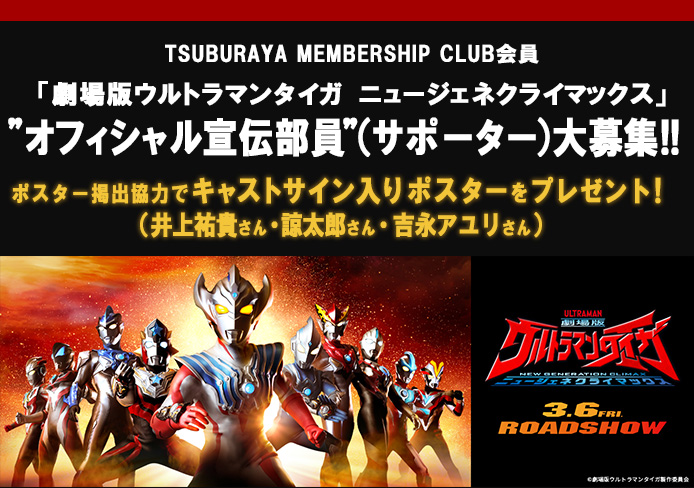 TSUBURAYA MEMBERSHIP CLUB会員
「劇場版ウルトラマンタイガ ニュージェネクライマックス」
"オフィシャル宣伝部員"(サポーター)大募集!!
ポスター掲出協力でキャストサイン入りポスターをプレゼント!
(井上祐貴さん・諒太郎さん・吉永アユリさん)
ULTRAMAN
劇場版
ウルトラマンタイガ
NEW GENERATION CLIMAX
ニュージェネクライマックス
3.6FRI.
ROADSHOW
©劇場版ウルトラマンタイガ製作委員会